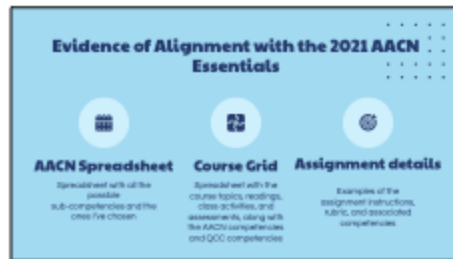 Evidence of Alignment with the 2021 AACN
Essentials
AACN Spreadsheet
Course Grid
Assignment details
Spreadsheet with all the
possible
sub-competencies and the
ones I've chosen
Spreadsheet with the
course topics, readings,
class activities, and
assessments, along with
the AACN competencies
and QCC competencies
Examples of the
assignment instructions,
rubric, and associated
competencies